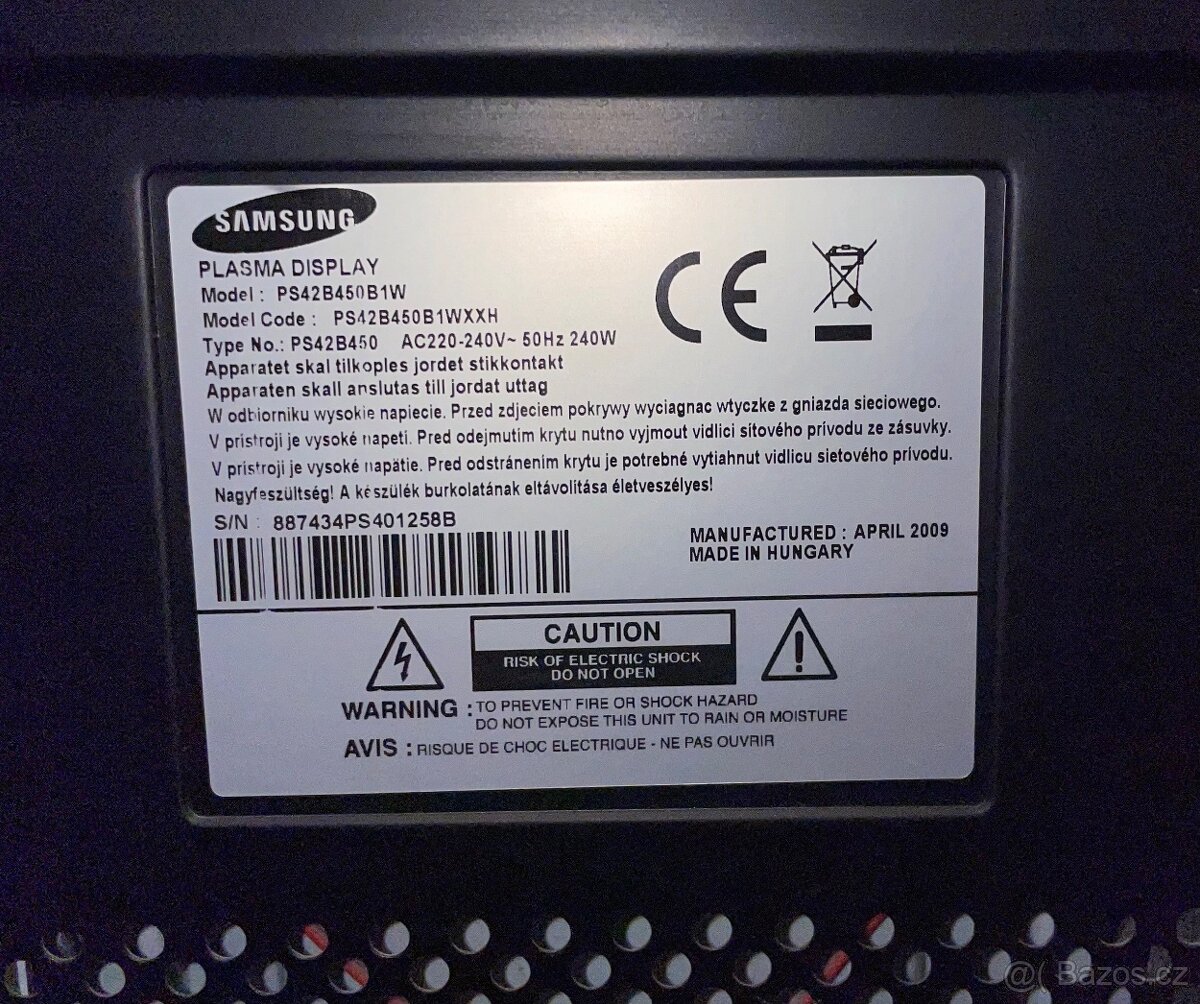 SAMSUNG
PLASMA DISPLAY
Model : PS42B450B1W
Model Code : PS42B450B1WXXH
Type No.: PS42B450 AC220-240V~ 50Hz 240W
Apparatet skal tilkoples jordet stikkontakt
Apparaten skall anslutas till jordat uttag
W odbiorniku wysokie napiecie. Przed zdjeciem pokrywy wyciagnac wtyczke z gniazda sieciowego.
V pristroji je vysoké napeti. Pred odejmutim krytu nutno vyjmout vidlici sítového prívodu ze zásuvky.
V pristroji je vysoké napätie. Pred odstránením krytu je potrebné vytiahnut vidlicu sietového prívodu.
Nagyfeszültség! A készülék burkolatának eltávolitása életveszélyes!
S/N : 887434PS401258B
MANUFACTURED : APRIL 2009
MADE IN HUNGARY
CE
CAUTION
RISK OF ELECTRIC SHOCK
DO NOT OPEN
WARNING : TO PREVENT FIRE OR SHOCK HAZARD
DO NOT EXPOSE THIS UNIT TO RAIN OR MOISTURE
AVIS : RISQUE DE CHOC ELECTRIQUE - NE PAS OUVRIR
@( Bazos.cz